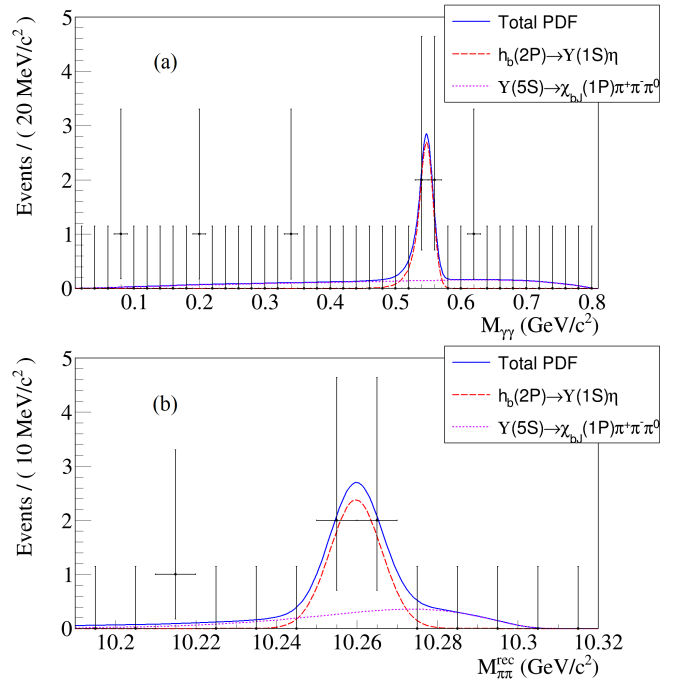 Total PDF
h_b(2P)→Υ(1S)η
Υ(5S)→χ_bJ(1P)π⁺π⁻π⁰
(a)
Events / ( 20 MeV/c² )
5
4
3
2
1
0
0.1 0.2 0.3 0.4 0.5 0.6 0.7 0.8
M_γγ (GeV/c²)
Total PDF
h_b(2P)→Υ(1S)η
Υ(5S)→χ_bJ(1P)π⁺π⁻π⁰
(b)
Events / ( 10 MeV/c² )
5
4
3
2
1
0
10.2 10.22 10.24 10.26 10.28 10.3 10.32
M_ππ^rec (GeV/c²)